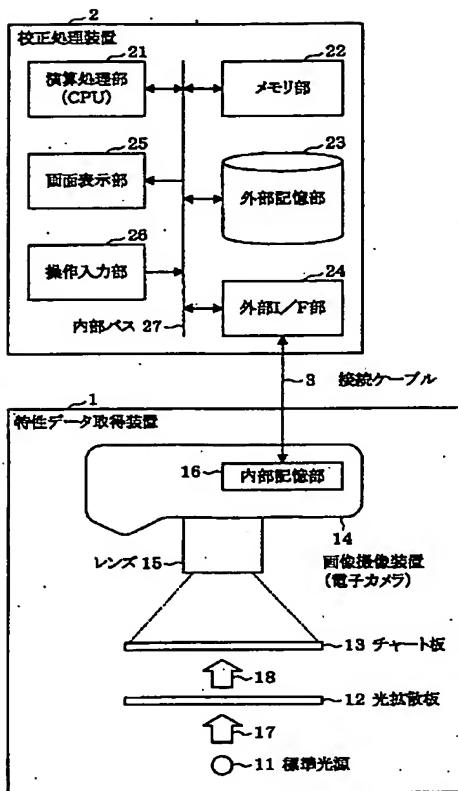 2
校正処理装置
21
演算処理部
(CPU)
22
メモリ部
25
画面表示部
23
外部記憶部
26
操作入力部
24
外部I/F部
内部バス 27
3 接続ケーブル
1
特性データ取得装置
16
内部記憶部
14
レンズ 15
画像撮像装置
(電子カメラ)
13 チャート板
18
12 光拡散板
17
11 標準光源